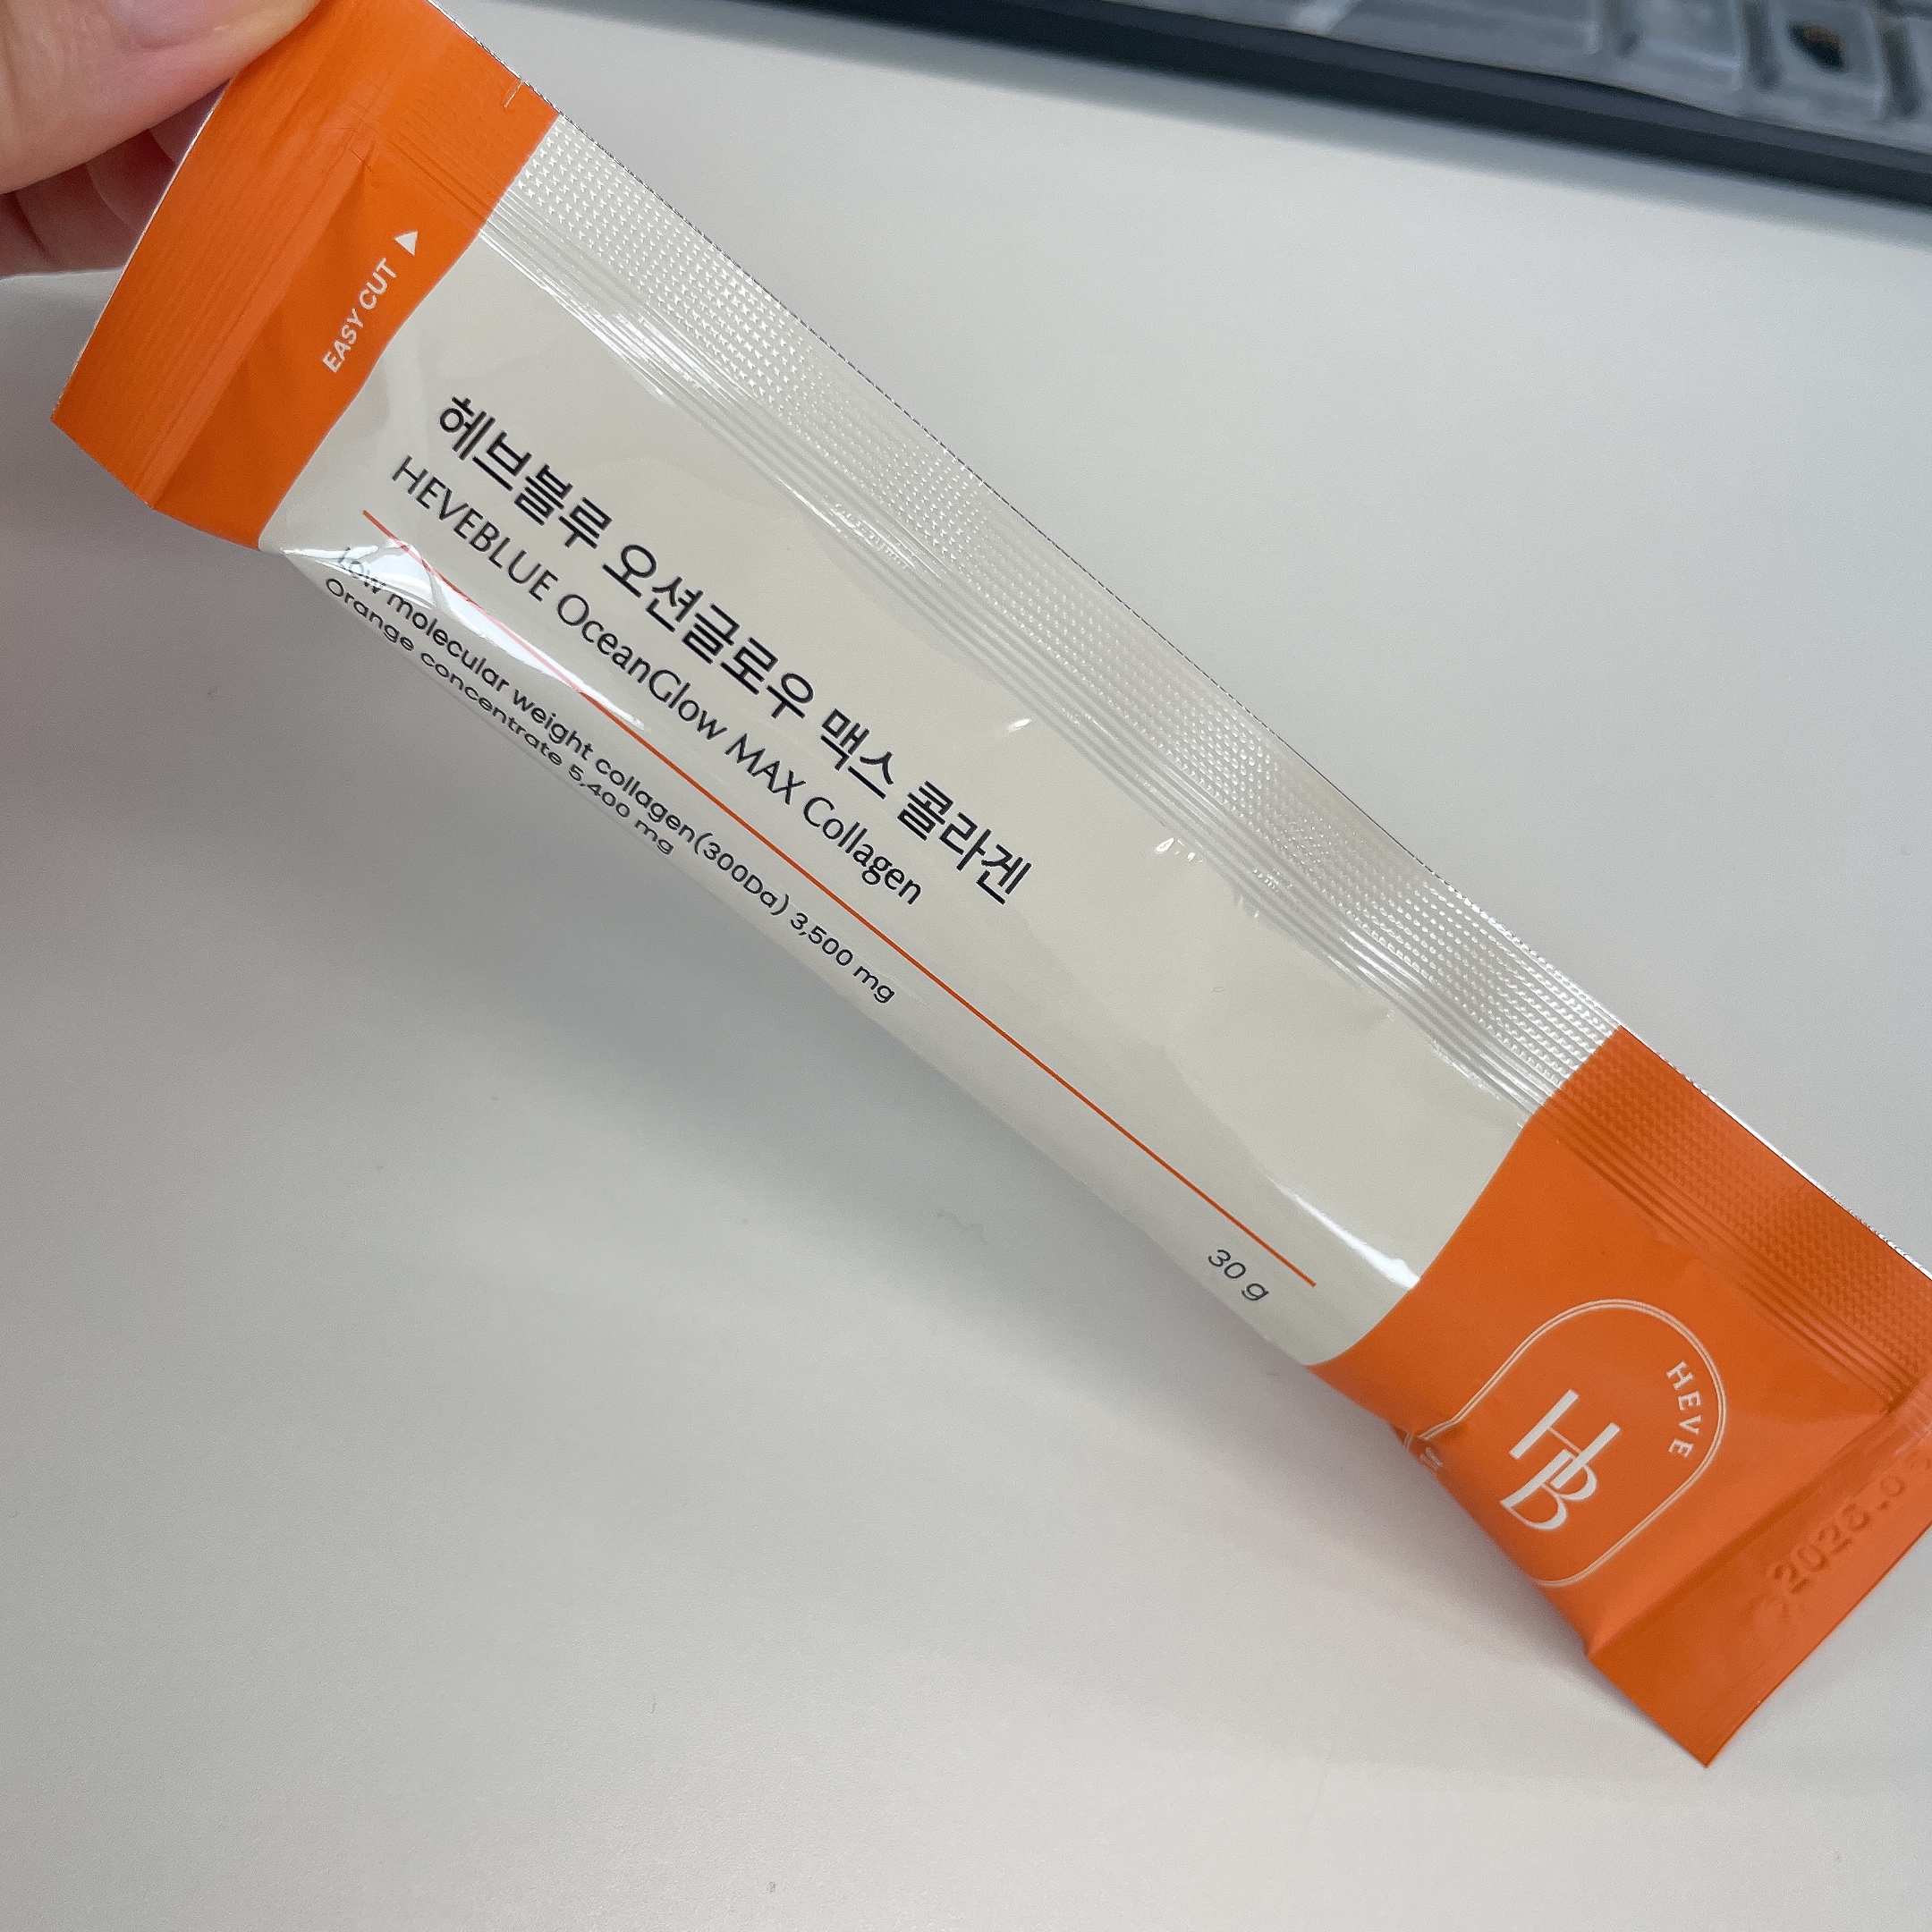 EASY CUT
헤브블루 오션글로우 맥스 콜라겐
HEVEBLUE OceanGlow MAX Collagen
Low molecular weight collagen(300Da) 3,500 mg
Orange concentrate 5,400 mg
30 g
HEVE
HB